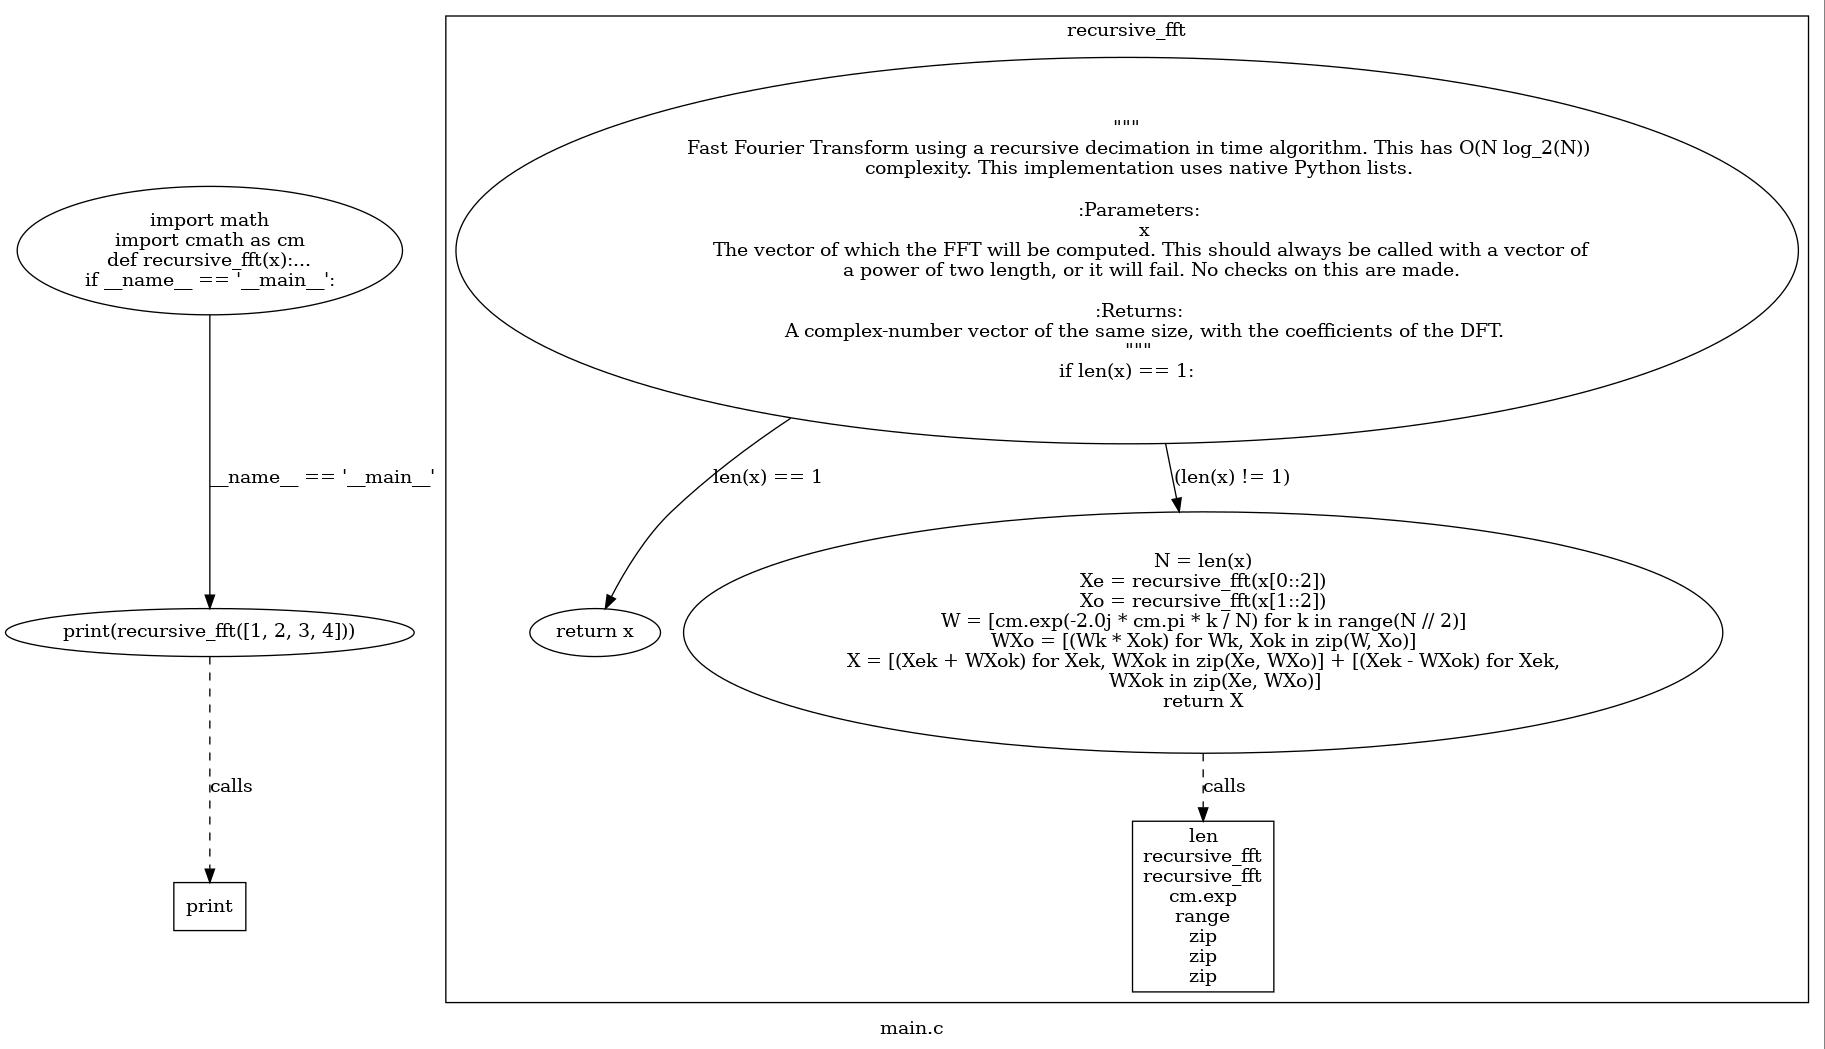 import math
import cmath as cm
def recursive_fft(x):...
if __name__ == '__main__':
__name__ == '__main__'
print(recursive_fft([1, 2, 3, 4]))
calls
print
recursive_fft
"""
Fast Fourier Transform using a recursive decimation in time algorithm. This has O(N log_2(N))
complexity. This implementation uses native Python lists.
:Parameters:
x
The vector of which the FFT will be computed. This should always be called with a vector of
a power of two length, or it will fail. No checks on this are made.
:Returns:
A complex-number vector of the same size, with the coefficients of the DFT.
"""
if len(x) == 1:
len(x) == 1
(len(x) != 1)
return x
N = len(x)
Xe = recursive_fft(x[0::2])
Xo = recursive_fft(x[1::2])
W = [cm.exp(-2.0j * cm.pi * k / N) for k in range(N // 2)]
WXo = [(Wk * Xok) for Wk, Xok in zip(W, Xo)]
X = [(Xek + WXok) for Xek, WXok in zip(Xe, WXo)] + [(Xek - WXok) for Xek,
WXok in zip(Xe, WXo)]
return X
calls
len
recursive_fft
recursive_fft
cm.exp
range
zip
zip
zip
main.c